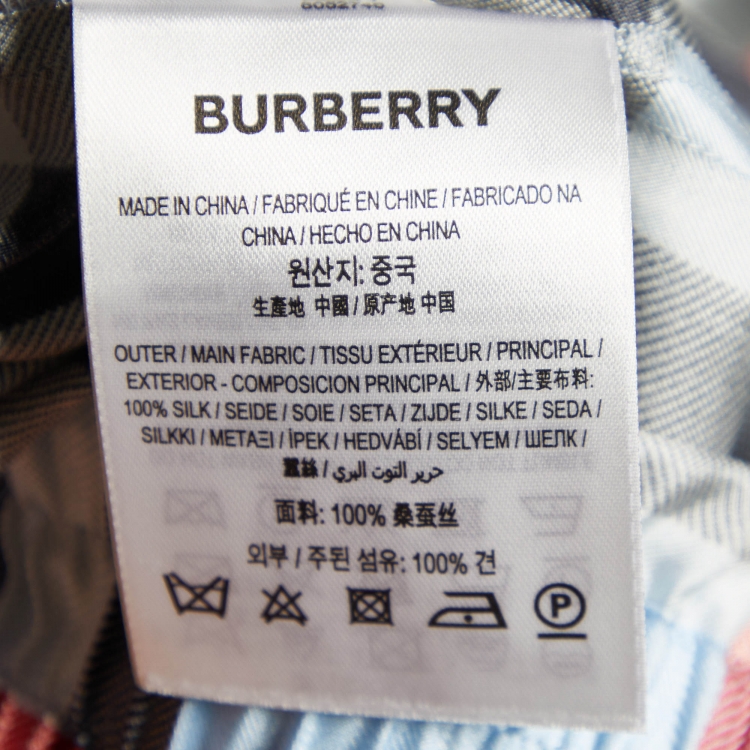 BURBERRY
MADE IN CHINA / FABRIQUÉ EN CHINE / FABRICADO NA
CHINA / HECHO EN CHINA
원산지: 중국
生產地 中國 / 原产地 中国
OUTER / MAIN FABRIC / TISSU EXTÉRIEUR / PRINCIPAL /
EXTERIOR - COMPOSICION PRINCIPAL / 外部/主要布料:
100% SILK / SEIDE / SOIE / SETA / ZIJDE / SILKE / SEDA /
SILKKI / ΜΕΤΑΞΙ / İPEK / HEDVÁBÍ / SELYEM / ШЕЛК /
蠶絲 / حرير التوت البري
面料: 100% 桑蚕丝
외부 / 주된 섬유: 100% 견
P